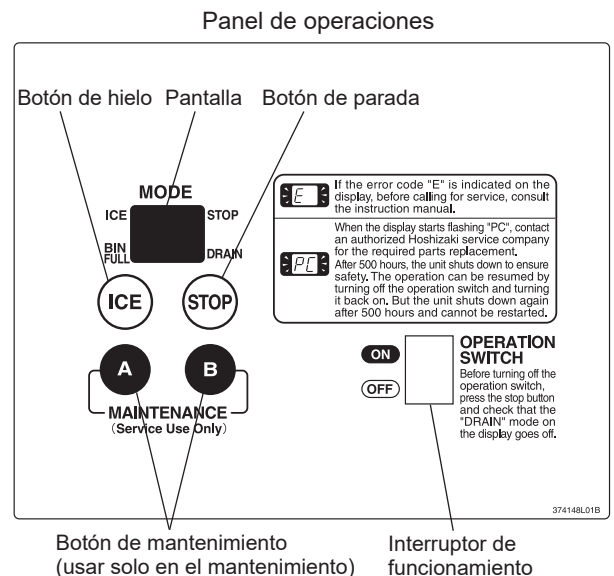 Panel de operaciones
Botón de hielo Pantalla Botón de parada
MODE
ICE STOP
BIN
FULL DRAIN
ICE STOP
A B
MAINTENANCE
(Service Use Only)
E
If the error code "E" is indicated on the
display, before calling for service, consult
the instruction manual.
PC
When the display starts flashing "PC", contact
an authorized Hoshizaki service company
for the required parts replacement.
After 500 hours, the unit shuts down to ensure
safety. The operation can be resumed by
turning off the operation switch and turning
it back on. But the unit shuts down again
after 500 hours and cannot be restarted.
ON
OFF
OPERATION
SWITCH
Before turning off the
operation switch,
press the stop button
and check that the
"DRAIN" mode on
the display goes off.
374148L01B
Botón de mantenimiento
(usar solo en el mantenimiento)
Interruptor de
funcionamiento